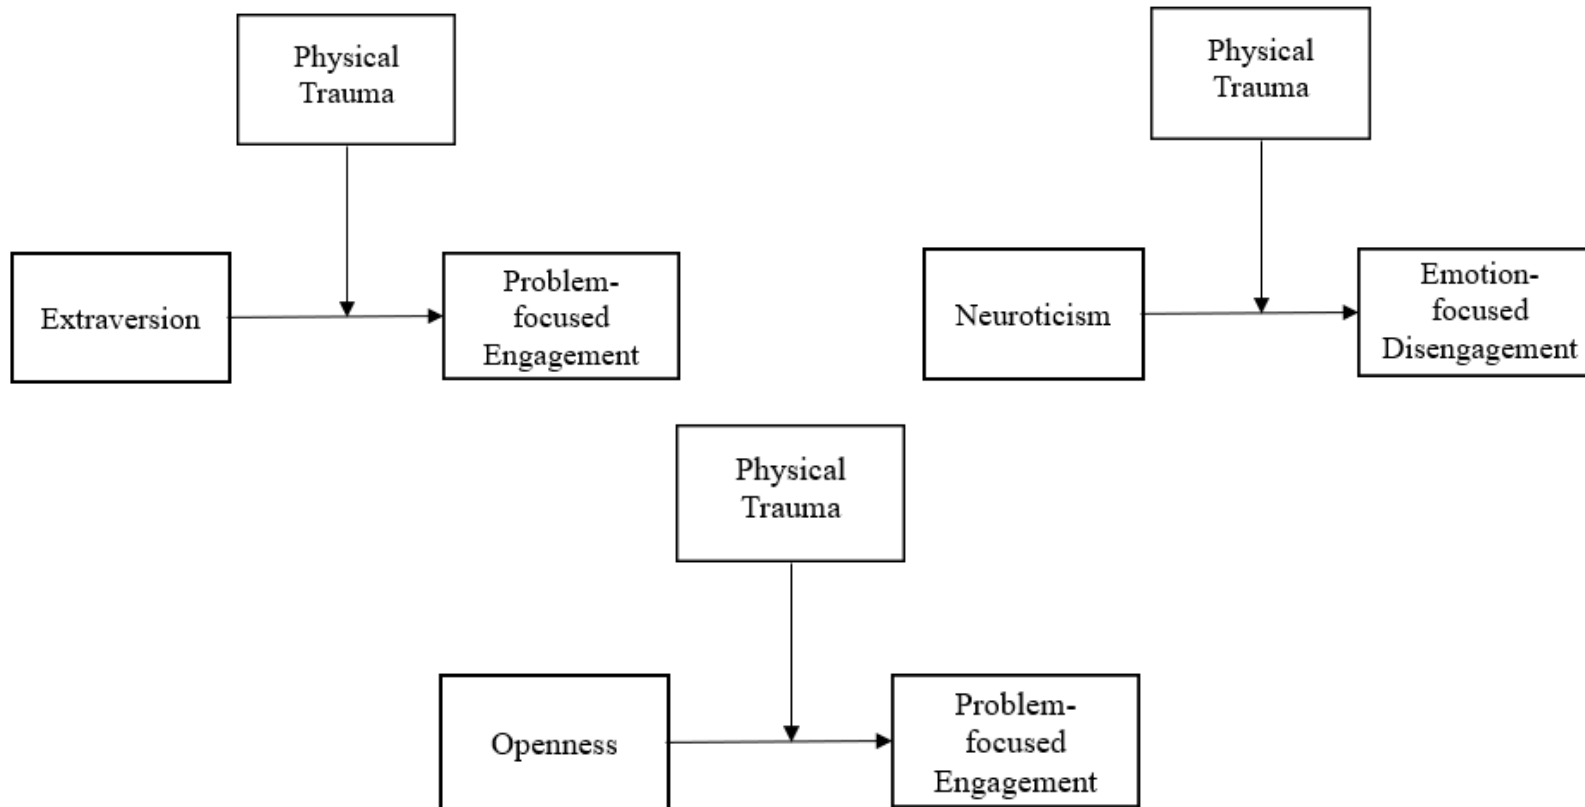 Physical
Trauma
Extraversion
Problem-
focused
Engagement
Physical
Trauma
Neuroticism
Emotion-
focused
Disengagement
Physical
Trauma
Openness
Problem-
focused
Engagement